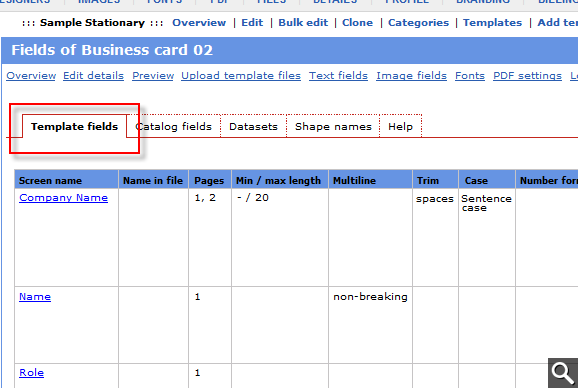 DESIGNERS | IMAGES | FONTS | PDF | FILES | DETAILS | PROFILE | BRANDING | BILLING
::: Sample Stationary ::: Overview | Edit | Bulk edit | Clone | Categories | Templates | Add tem
Fields of Business card 02
Overview Edit details Preview Upload template files Text fields Image fields Fonts PDF settings Lo
Template fields Catalog fields Datasets Shape names Help
Screen name Name in file Pages Min / max length Multiline Trim Case Number form
Company Name 1, 2 - / 20 spaces Sentence
case
Name 1 non-breaking
Role 1